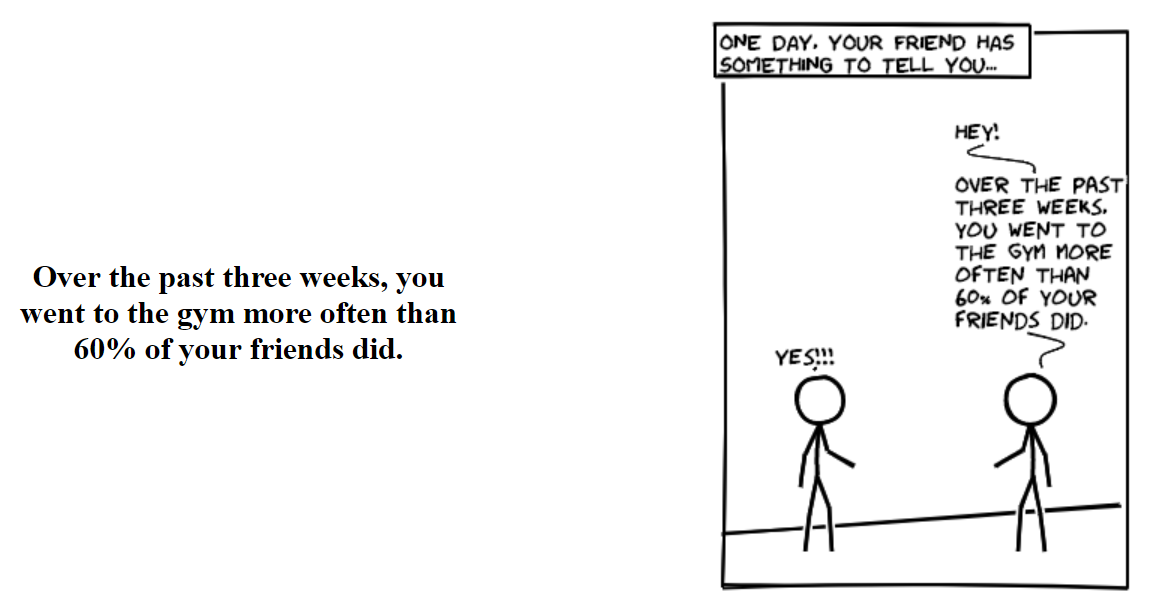 Over the past three weeks, you
went to the gym more often than
60% of your friends did.
ONE DAY, YOUR FRIEND HAS
SOMETHING TO TELL YOU...
HEY!
OVER THE PAST
THREE WEEKS,
YOU WENT TO
THE GYM MORE
OFTEN THAN
60% OF YOUR
FRIENDS DID.
YES!!!